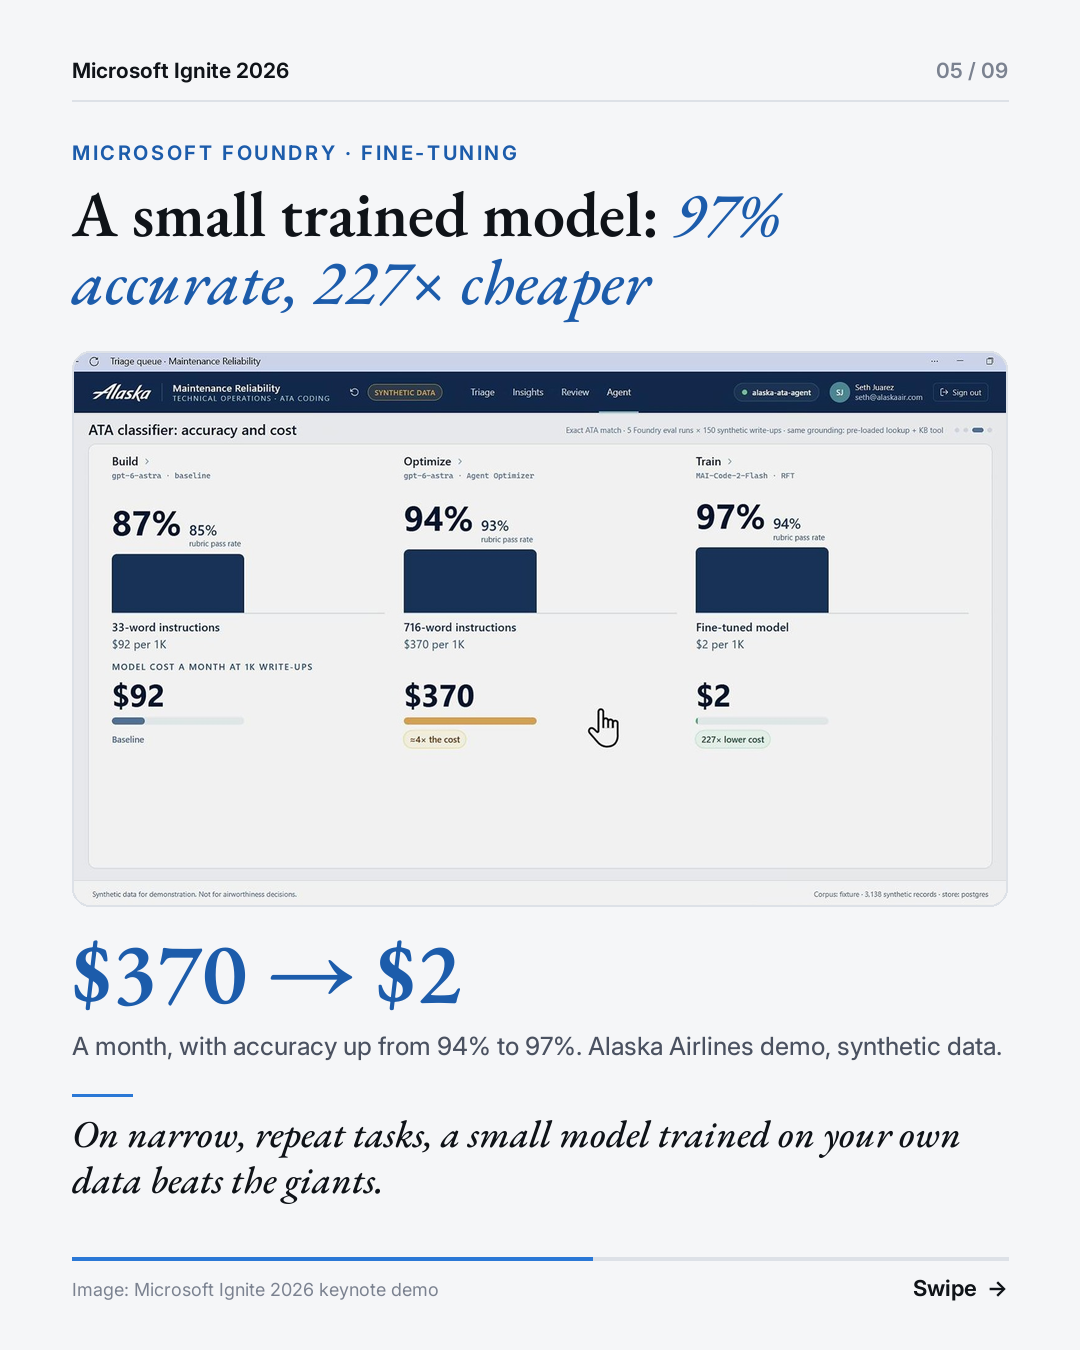 Microsoft Ignite 2026
05 / 09
MICROSOFT FOUNDRY · FINE-TUNING
A small trained model: 97%
accurate, 227× cheaper
Triage queue · Maintenance Reliability
Alaska
Maintenance Reliability
TECHNICAL OPERATIONS · ATA CODING
SYNTHETIC DATA
Triage Insights Review Agent
alaska-ata-agent
SJ
Seth Juarez
seth@alaskaair.com
Sign out
ATA classifier: accuracy and cost
Exact ATA match · 5 Foundry eval runs × 150 synthetic write-ups · same grounding: pre-loaded lookup + KB tool
Build ›
gpt-6-astra · baseline
87% 85%
rubric pass rate
33-word instructions
$92 per 1K
MODEL COST A MONTH AT 1K WRITE-UPS
$92
Baseline
Optimize ›
gpt-6-astra · Agent Optimizer
94% 93%
rubric pass rate
716-word instructions
$370 per 1K
$370
≈4× the cost
Train ›
MAI-Code-2-Flash · RFT
97% 94%
rubric pass rate
Fine-tuned model
$2 per 1K
$2
227× lower cost
Synthetic data for demonstration. Not for airworthiness decisions.
Corpus: fixture · 3,138 synthetic records · store: postgres
$370 → $2
A month, with accuracy up from 94% to 97%. Alaska Airlines demo, synthetic data.
On narrow, repeat tasks, a small model trained on your own
data beats the giants.
Image: Microsoft Ignite 2026 keynote demo
Swipe →